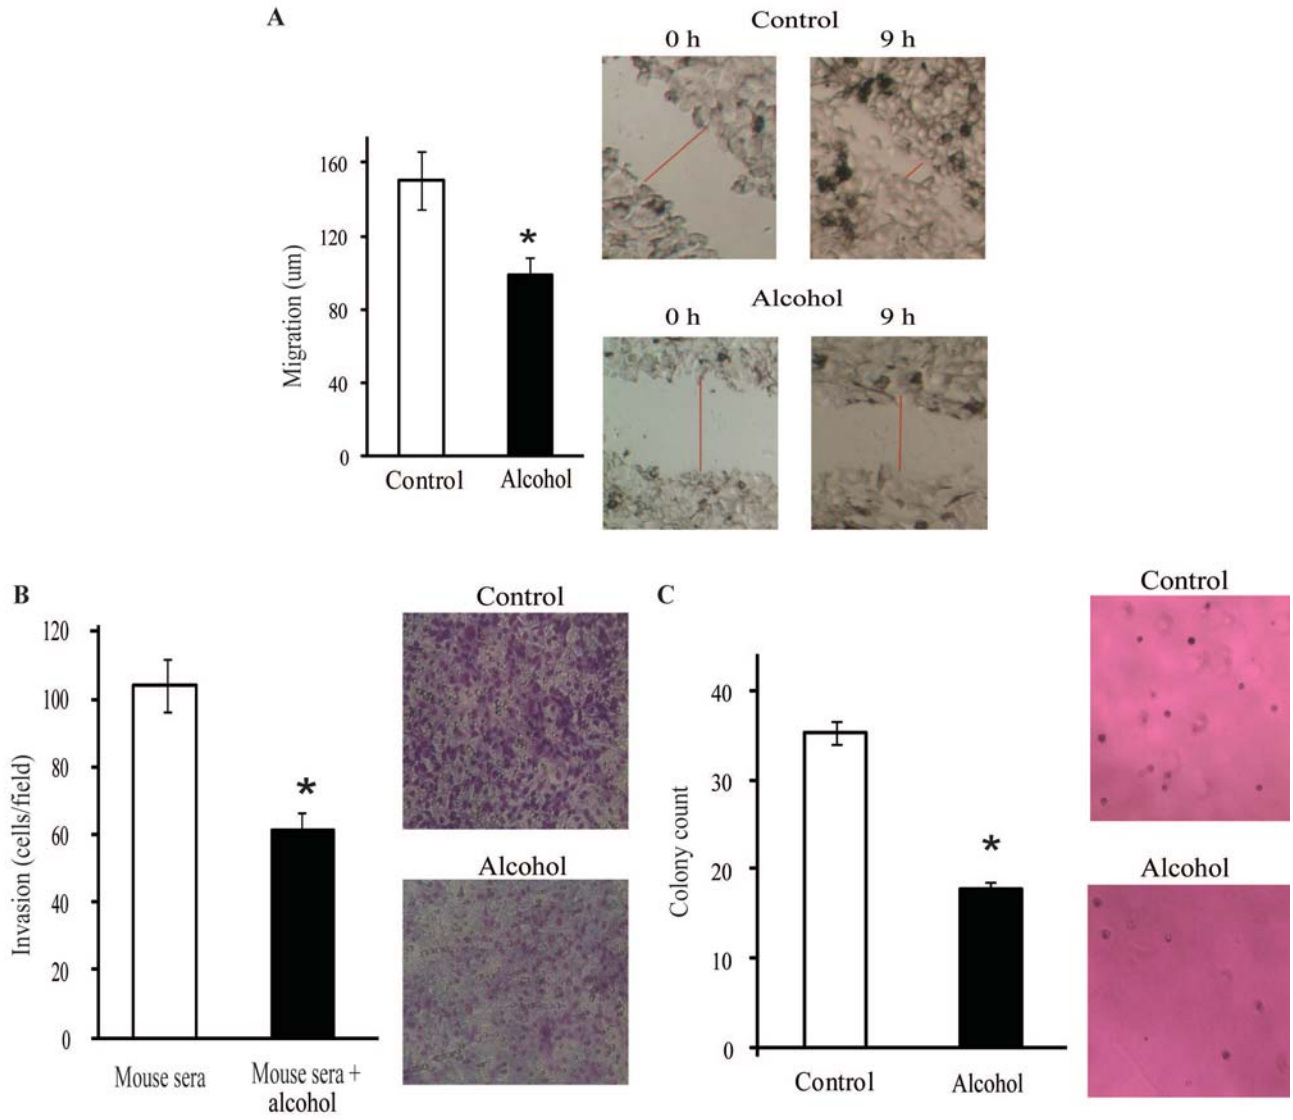 A
Control
0 h 9 h
160
120
80
40
0
Migration (um)
*
Control Alcohol
Alcohol
0 h 9 h
B
120
100
80
60
40
20
0
Invasion (cells/field)
*
Mouse sera
Mouse sera +
alcohol
Control
Alcohol
C
40
30
20
10
0
Colony count
*
Control Alcohol
Control
Alcohol